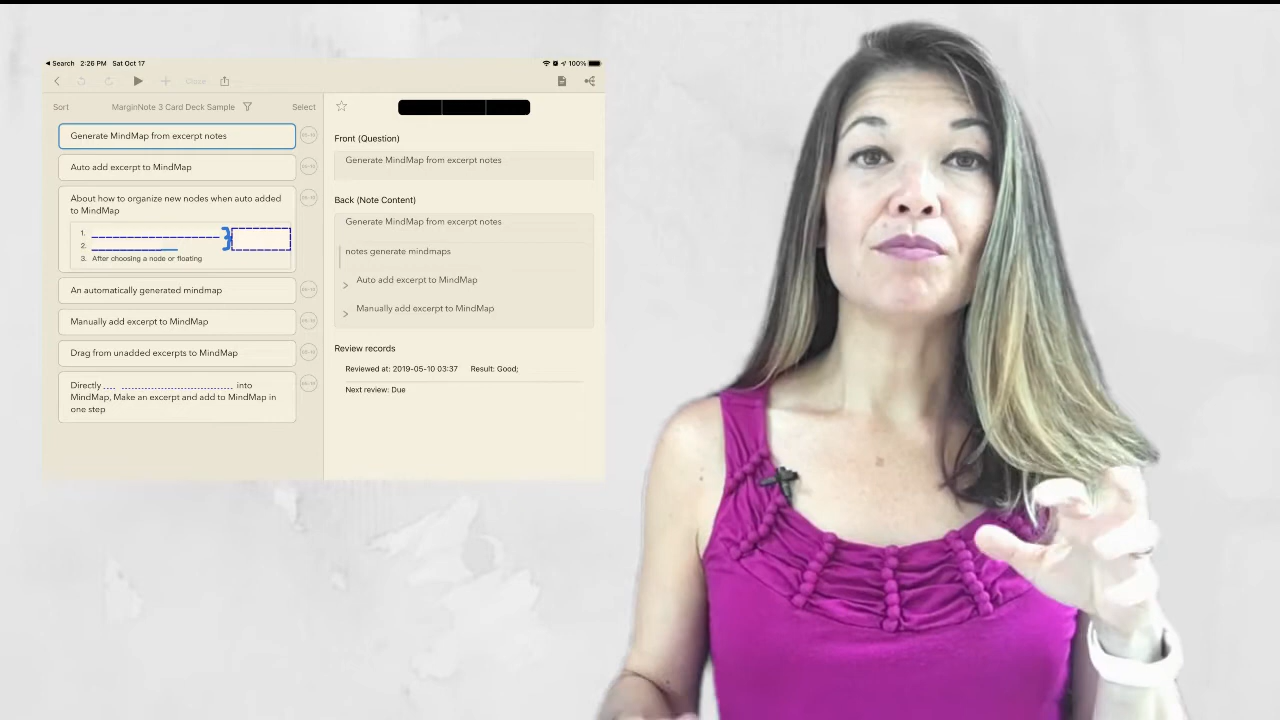 Search 2:26 PM Sat Oct 17
100%
Close
Sort MarginNote 3 Card Deck Sample Select
Generate MindMap from excerpt notes
Auto add excerpt to MindMap
About how to organize new nodes when auto added
to MindMap
1.
2.
3. After choosing a node or floating
An automatically generated mindmap
Manually add excerpt to MindMap
Drag from unadded excerpts to MindMap
Directly into
MindMap, Make an excerpt and add to MindMap in
one step
Front (Question)
Generate MindMap from excerpt notes
Back (Note Content)
Generate MindMap from excerpt notes
notes generate mindmaps
Auto add excerpt to MindMap
Manually add excerpt to MindMap
Review records
Reviewed at: 2019-05-10 03:37 Result: Good;
Next review: Due